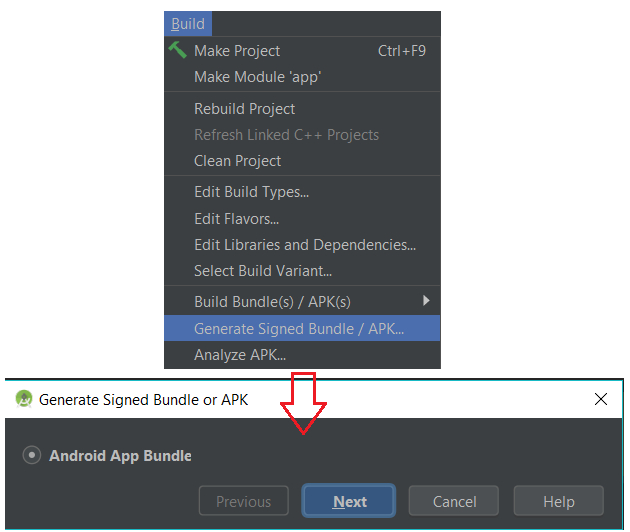 Build
Make Project Ctrl+F9
Make Module 'app'
Rebuild Project
Refresh Linked C++ Projects
Clean Project
Edit Build Types...
Edit Flavors...
Edit Libraries and Dependencies...
Select Build Variant...
Build Bundle(s) / APK(s)
Generate Signed Bundle / APK...
Analyze APK...
Generate Signed Bundle or APK
Android App Bundle
Previous Next Cancel Help